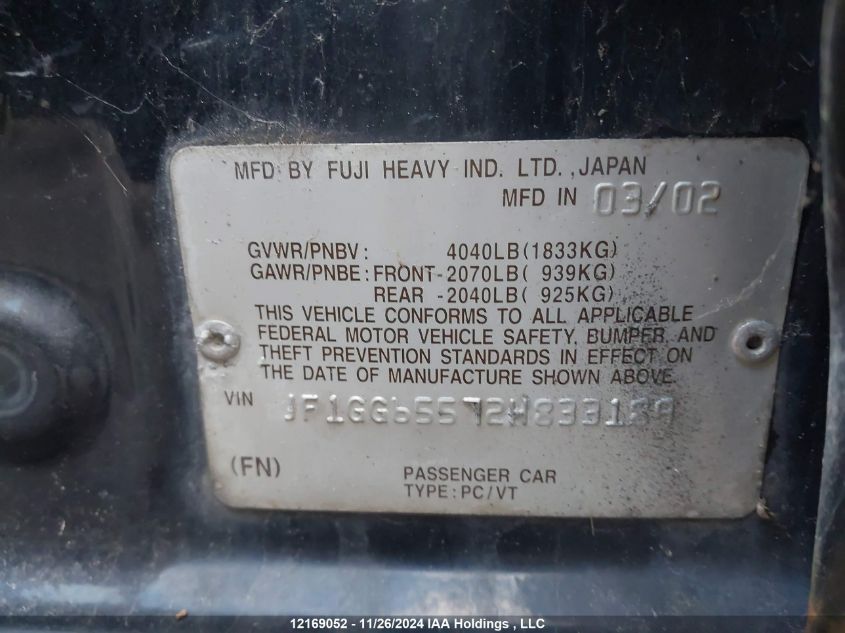 MFD BY FUJI HEAVY IND. LTD. ,JAPAN
MFD IN 03/02
GVWR/PNBV: 4040LB(1833KG)
GAWR/PNBE: FRONT-2070LB( 939KG)
REAR -2040LB( 925KG)
THIS VEHICLE CONFORMS TO ALL APPLICABLE
FEDERAL MOTOR VEHICLE SAFETY, BUMPER, AND
THEFT PREVENTION STANDARDS IN EFFECT ON
THE DATE OF MANUFACTURE SHOWN ABOVE.
VIN JF1GG65572H833189
(FN) PASSENGER CAR
TYPE:PC/VT
12169052 - 11/26/2024 IAA Holdings , LLC